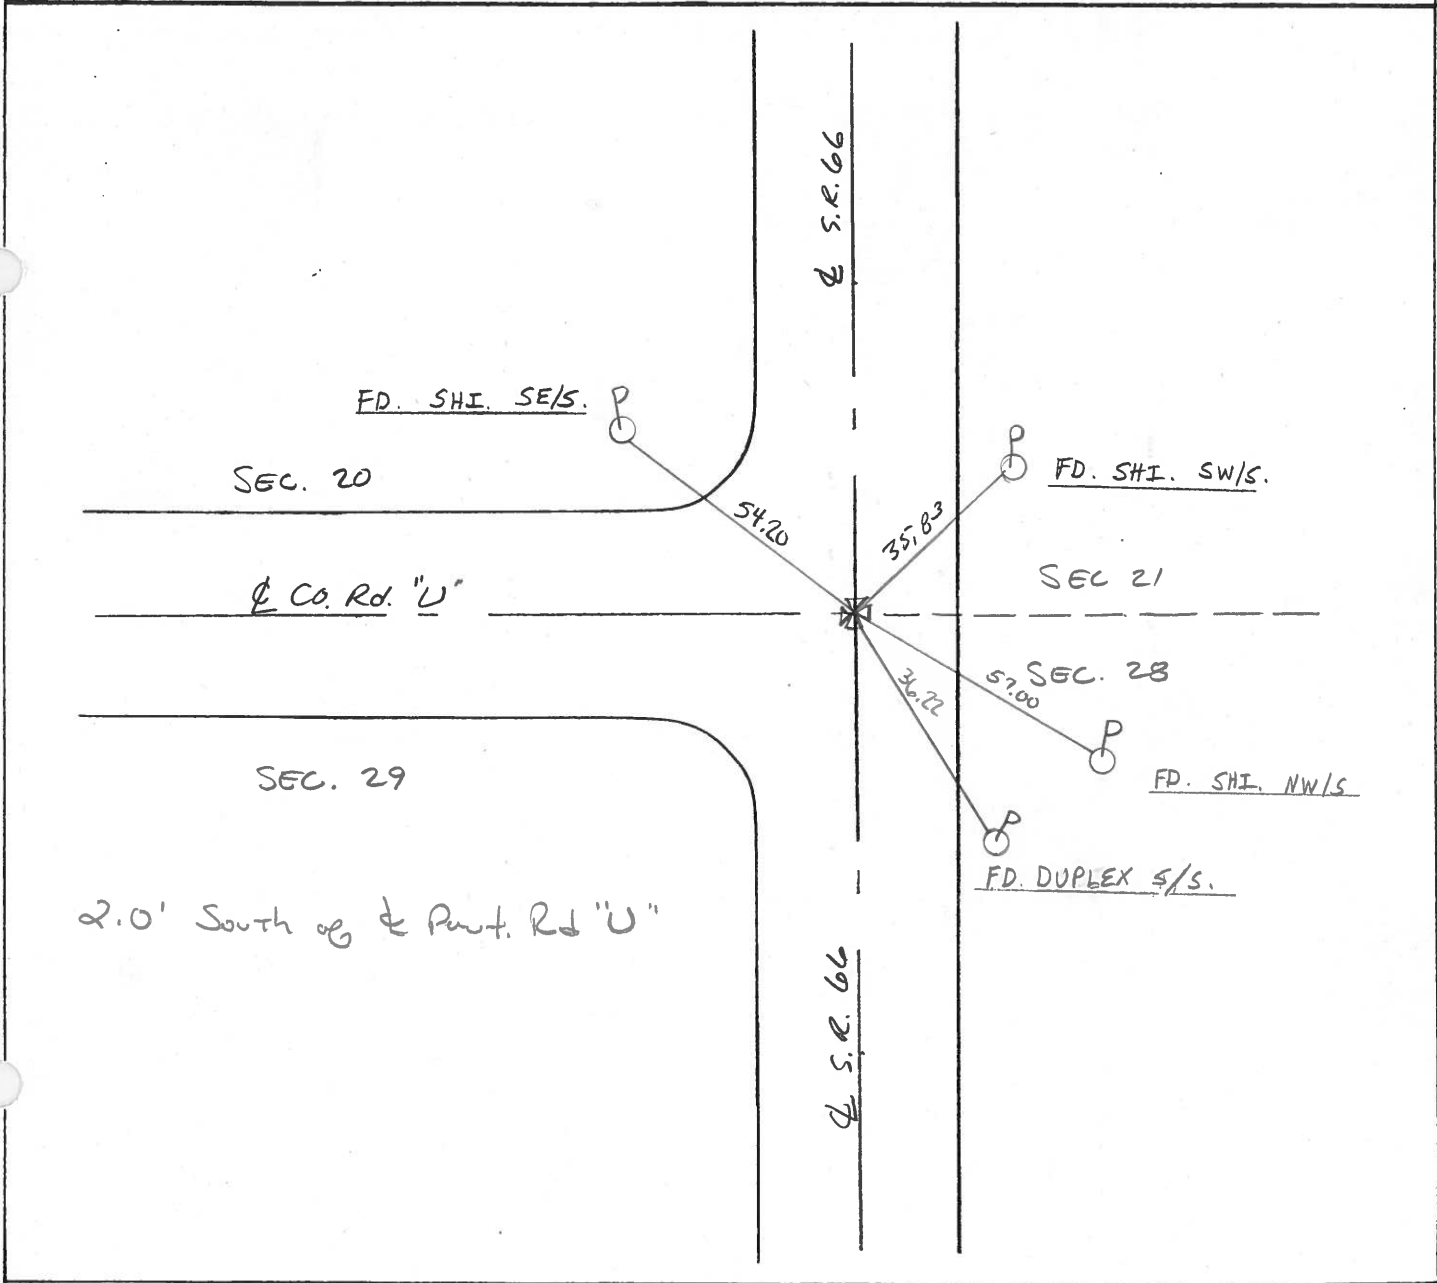 ℄ S.R. 66
FD. SHI. SE/S.
P
P
FD. SHI. SW/S.
SEC. 20
54.20
35.83
SEC 21
℄ Co. Rd. "U"
SEC. 28
57.00
36.22
P
FD. SHI. NW/S
SEC. 29
P
FD. DUPLEX S/S.
2.0' South of ℄ Pavt. Rd "U"
℄ S.R. 66